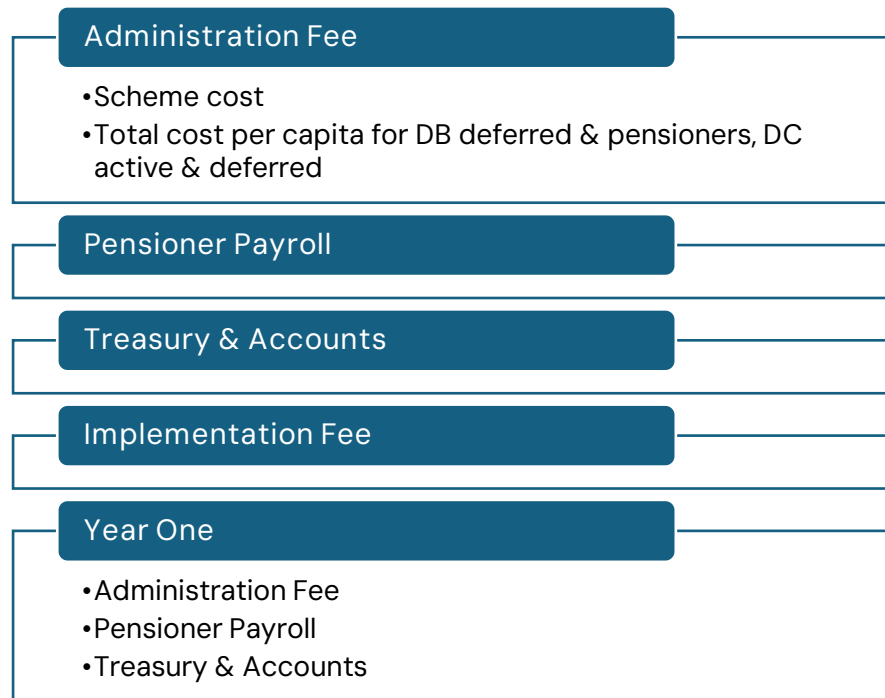 Administration Fee
•Scheme cost
•Total cost per capita for DB deferred & pensioners, DC
active & deferred
Pensioner Payroll
Treasury & Accounts
Implementation Fee
Year One
•Administration Fee
•Pensioner Payroll
•Treasury & Accounts